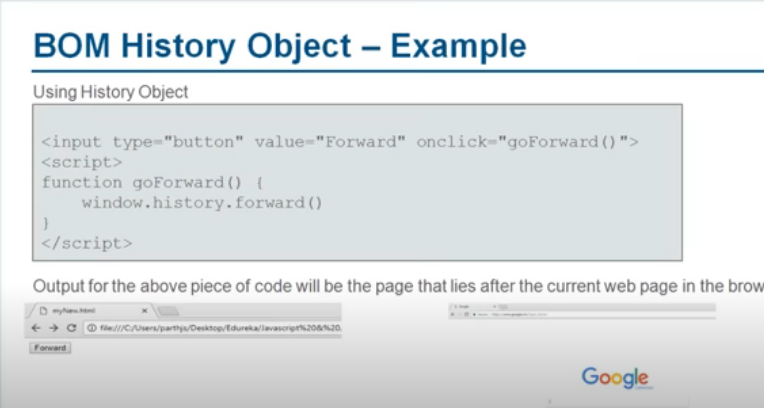 BOM History Object – Example
Using History Object
<input type="button" value="Forward" onclick="goForward()">
<script>
function goForward() {
window.history.forward()
}
</script>
Output for the above piece of code will be the page that lies after the current web page in the brow
myNew.html
file:///C:/Users/parthjs/Desktop/Edureka/Javascript%20&%20.
Forward
Google